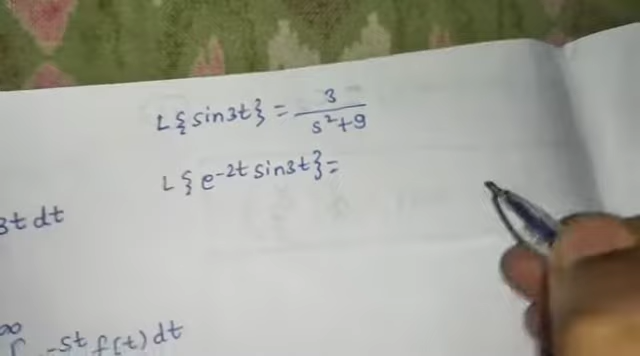 L{sin3t} = 3/(s²+9)
L{e^-2t sin3t} =
3t dt
∞
∫ -st f(t) dt